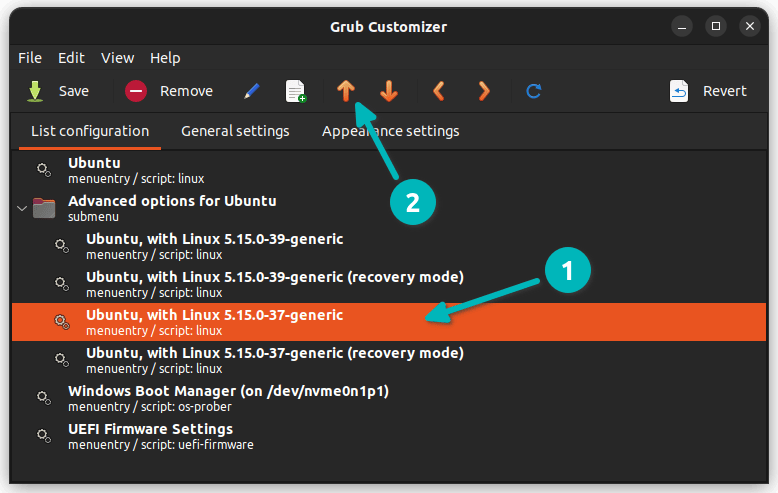 Grub Customizer
File Edit View Help
Save Remove Revert
List configuration General settings Appearance settings
Ubuntu
menuentry / script: linux
2
Advanced options for Ubuntu
submenu
Ubuntu, with Linux 5.15.0-39-generic
menuentry / script: linux
1
Ubuntu, with Linux 5.15.0-39-generic (recovery mode)
menuentry / script: linux
Ubuntu, with Linux 5.15.0-37-generic
menuentry / script: linux
Ubuntu, with Linux 5.15.0-37-generic (recovery mode)
menuentry / script: linux
Windows Boot Manager (on /dev/nvme0n1p1)
menuentry / script: os-prober
UEFI Firmware Settings
menuentry / script: uefi-firmware